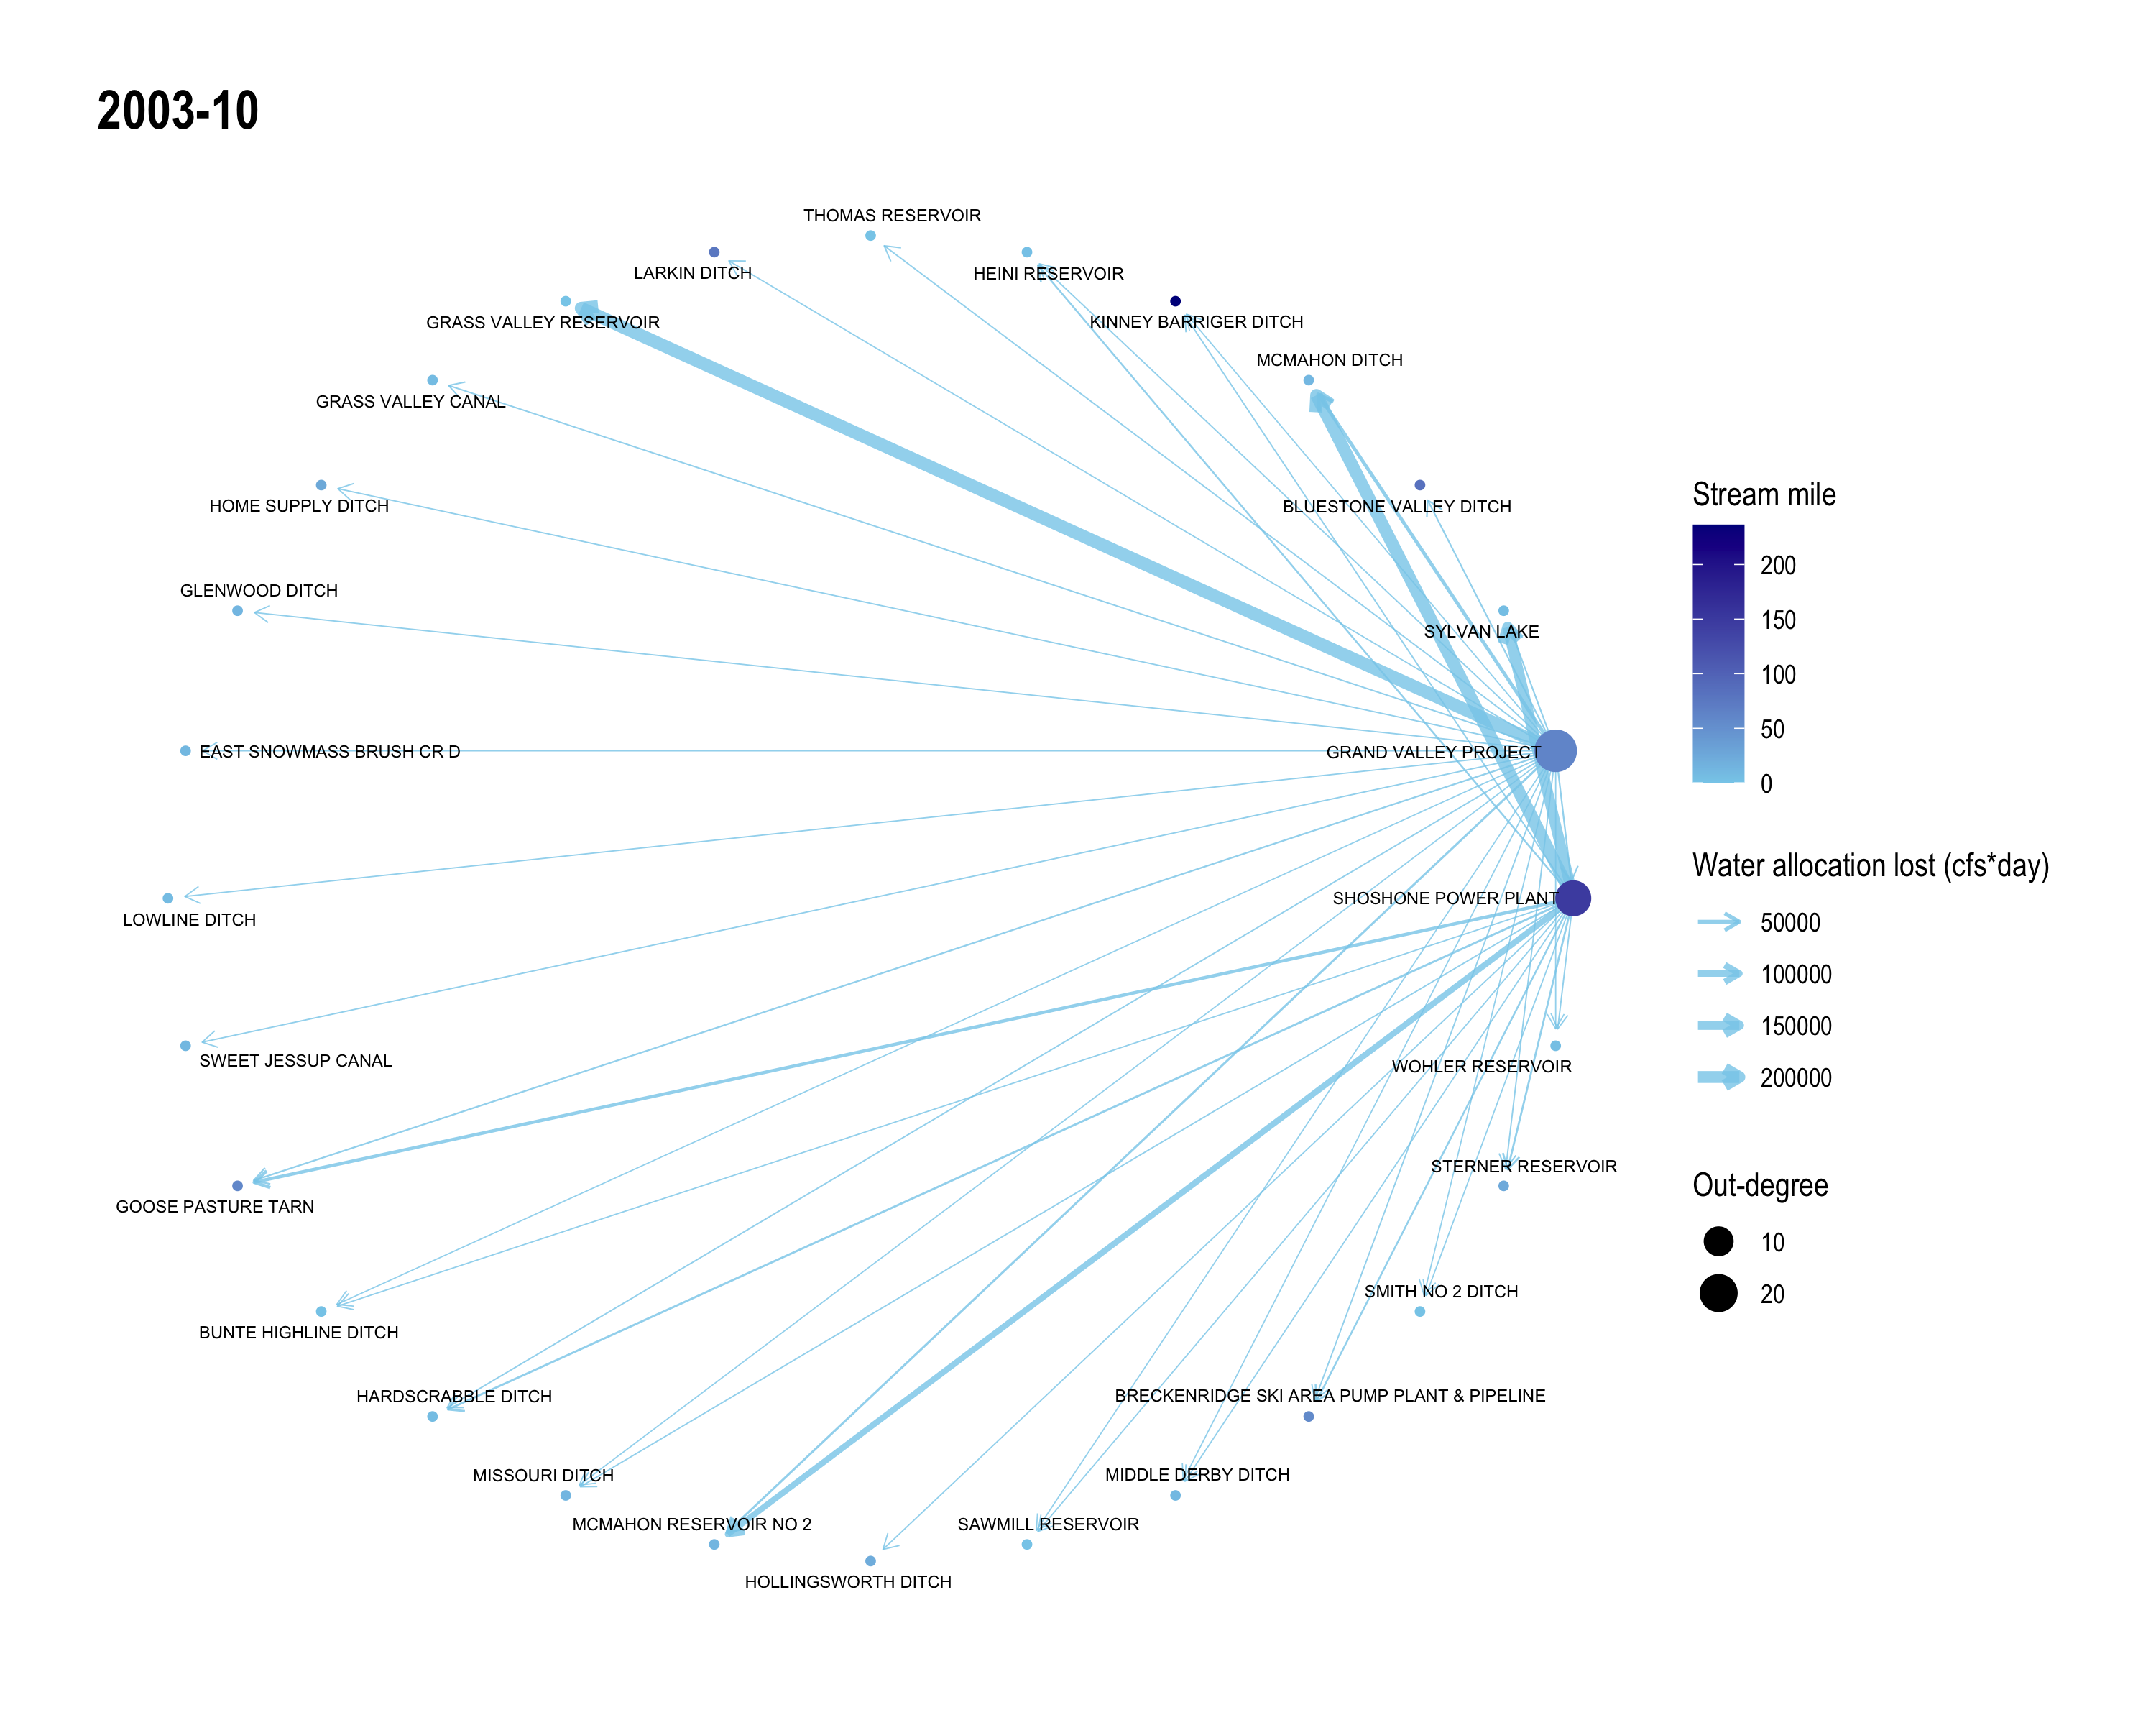 2003-10
THOMAS RESERVOIR
LARKIN DITCH
HEINI RESERVOIR
GRASS VALLEY RESERVOIR
KINNEY BARRIGER DITCH
MCMAHON DITCH
GRASS VALLEY CANAL
HOME SUPPLY DITCH
BLUESTONE VALLEY DITCH
GLENWOOD DITCH
SYLVAN LAKE
EAST SNOWMASS BRUSH CR D
GRAND VALLEY PROJECT
SHOSHONE POWER PLANT
LOWLINE DITCH
SWEET JESSUP CANAL
WOHLER RESERVOIR
STERNER RESERVOIR
GOOSE PASTURE TARN
SMITH NO 2 DITCH
BUNTE HIGHLINE DITCH
HARDSCRABBLE DITCH
BRECKENRIDGE SKI AREA PUMP PLANT & PIPELINE
MISSOURI DITCH
MIDDLE DERBY DITCH
MCMAHON RESERVOIR NO 2
SAWMILL RESERVOIR
HOLLINGSWORTH DITCH
Stream mile
200
150
100
50
0
Water allocation lost (cfs*day)
50000
100000
150000
200000
Out-degree
10
20